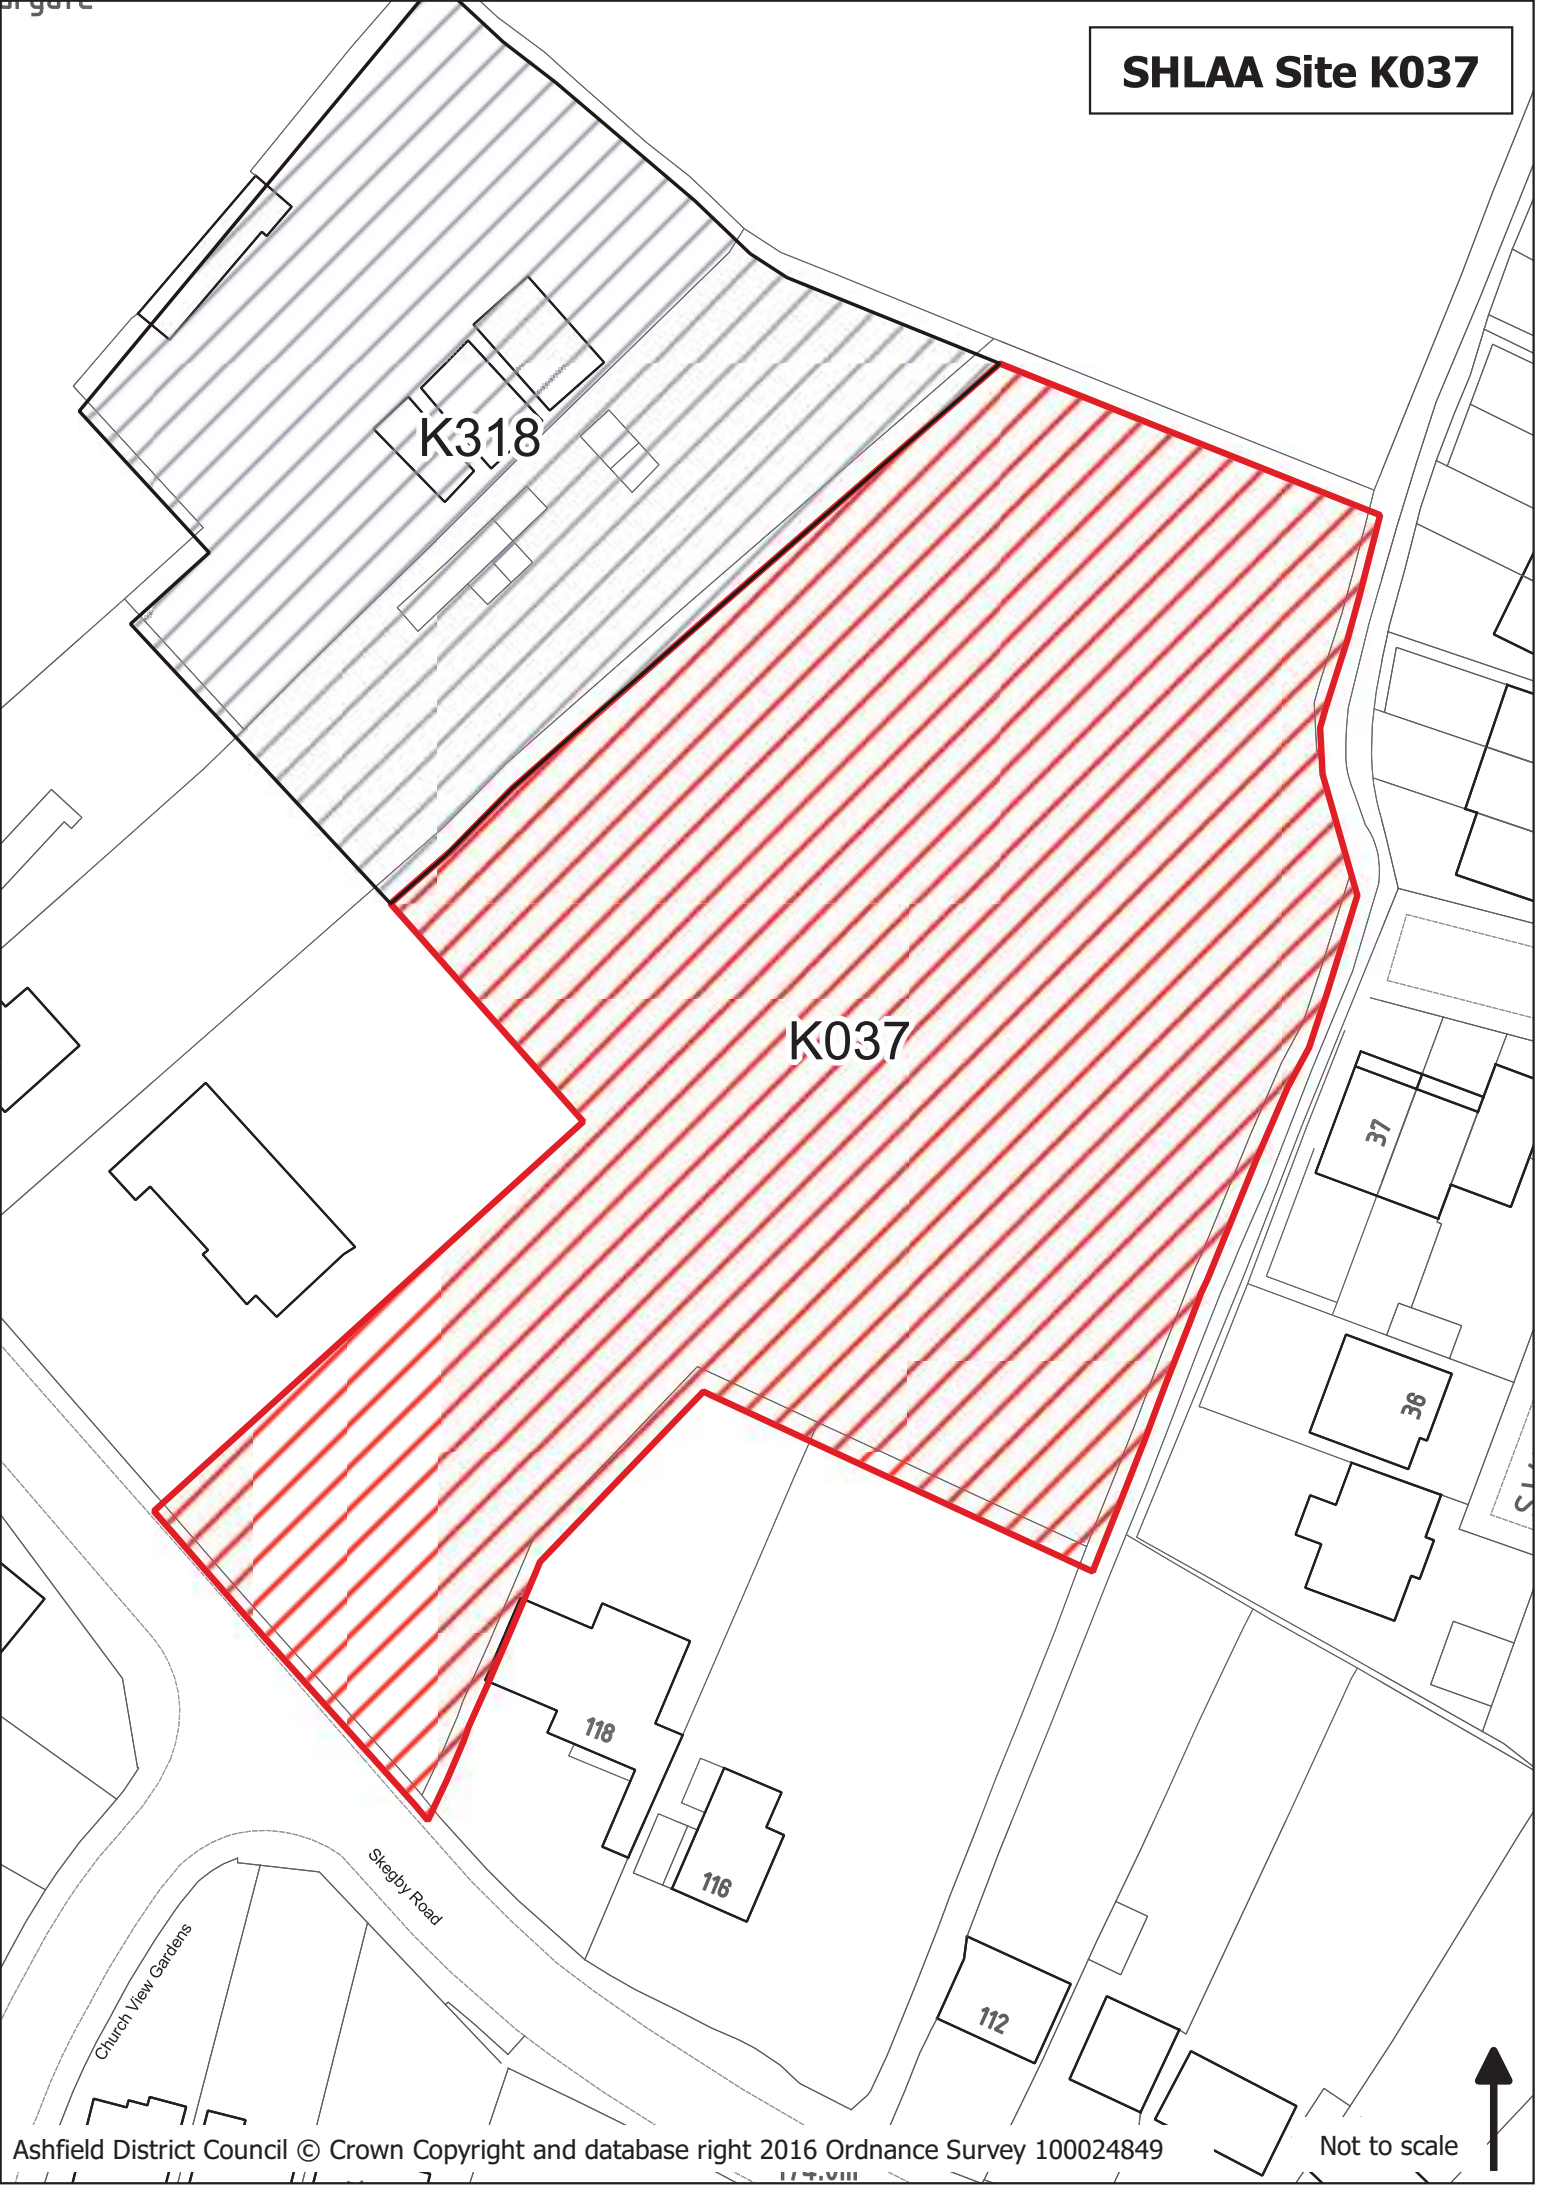 SHLAA Site K037
K318
K037
37
36
118
116
112
Skegby Road
Church View Gardens
Ashfield District Council © Crown Copyright and database right 2016 Ordnance Survey 100024849
Not to scale